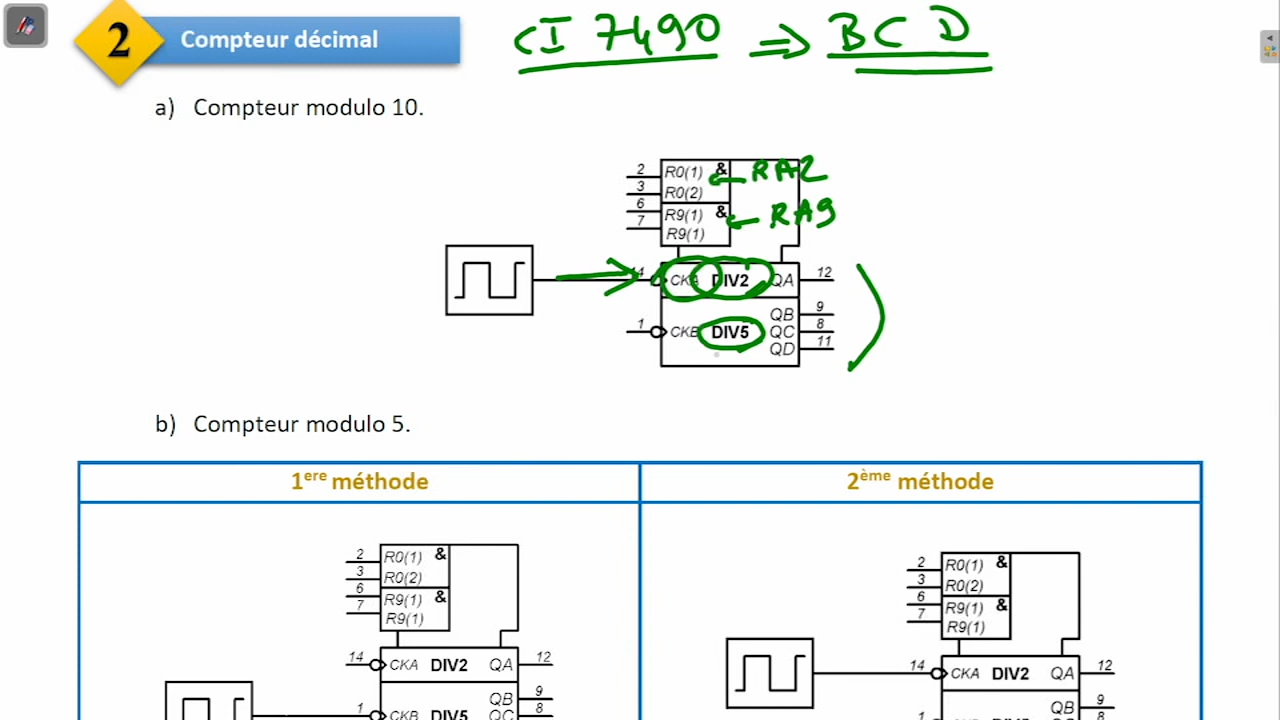 2 Compteur décimal CI 7490 ⇒ BCD
a) Compteur modulo 10.
2 R0(1) & RAZ
3 R0(2)
6 R9(1) & RA9
7 R9(1)
14 CKA DIV2 QA 12
QB 9
1 CKB DIV5 QC 8
QD 11
b) Compteur modulo 5.
1ere méthode
2ème méthode
2 R0(1) &
3 R0(2)
6 R9(1) &
7 R9(1)
14 CKA DIV2 QA 12
QB 9
1 CKB DIV5 QC 8
2 R0(1) &
3 R0(2)
6 R9(1) &
7 R9(1)
14 CKA DIV2 QA 12
QB 9